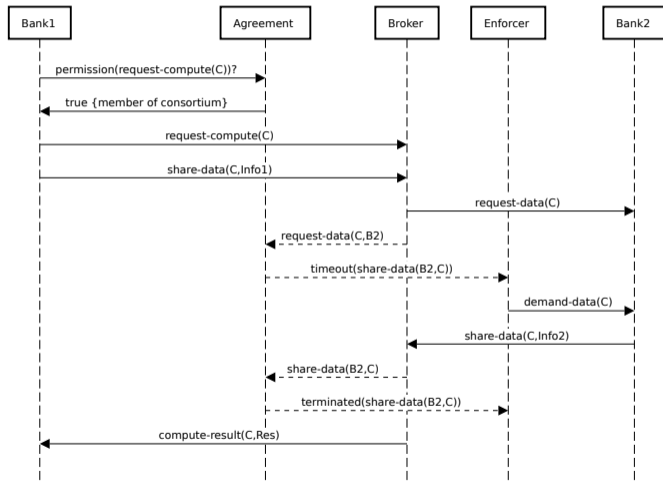 Bank1 Agreement Broker Enforcer Bank2
permission(request-compute(C))?
true {member of consortium}
request-compute(C)
share-data(C,Info1)
request-data(C)
request-data(C,B2)
timeout(share-data(B2,C))
demand-data(C)
share-data(C,Info2)
share-data(B2,C)
terminated(share-data(B2,C))
compute-result(C,Res)